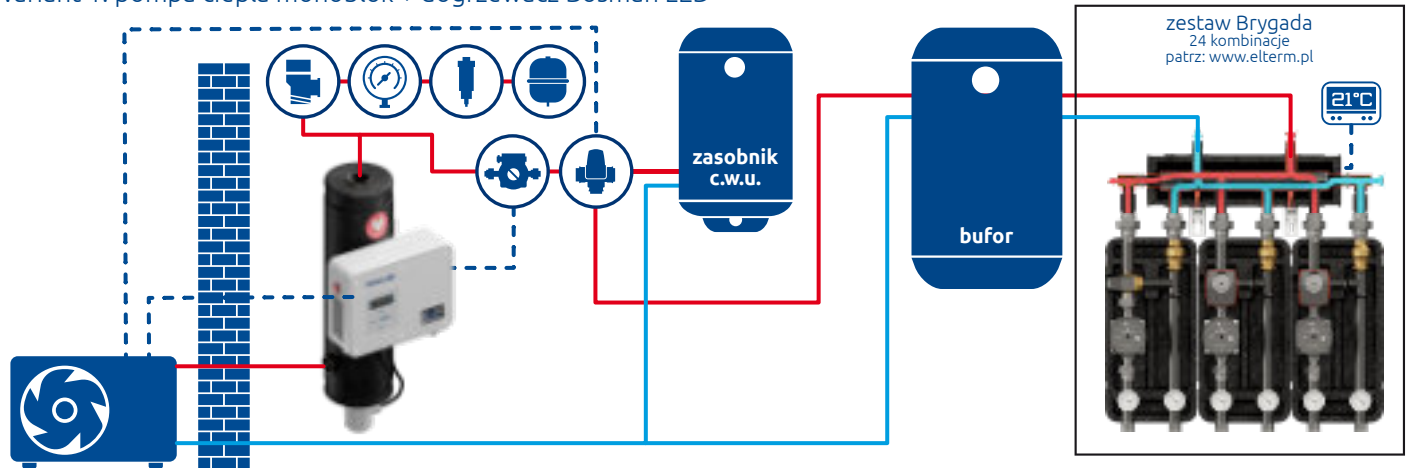 zestaw Brygada
24 kombinacje
patrz: www.elterm.pl
21°C
zasobnik
c.w.u.
bufor